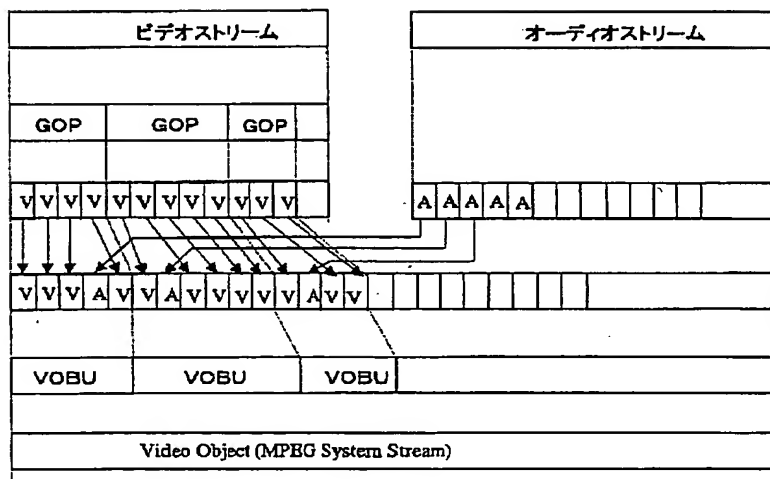 ビデオストリーム
オーディオストリーム
GOP GOP GOP
V V V V V V V V V V V V
A A A A A
V V V A V V A V V V V V A V V
VOBU VOBU VOBU
Video Object (MPEG System Stream)